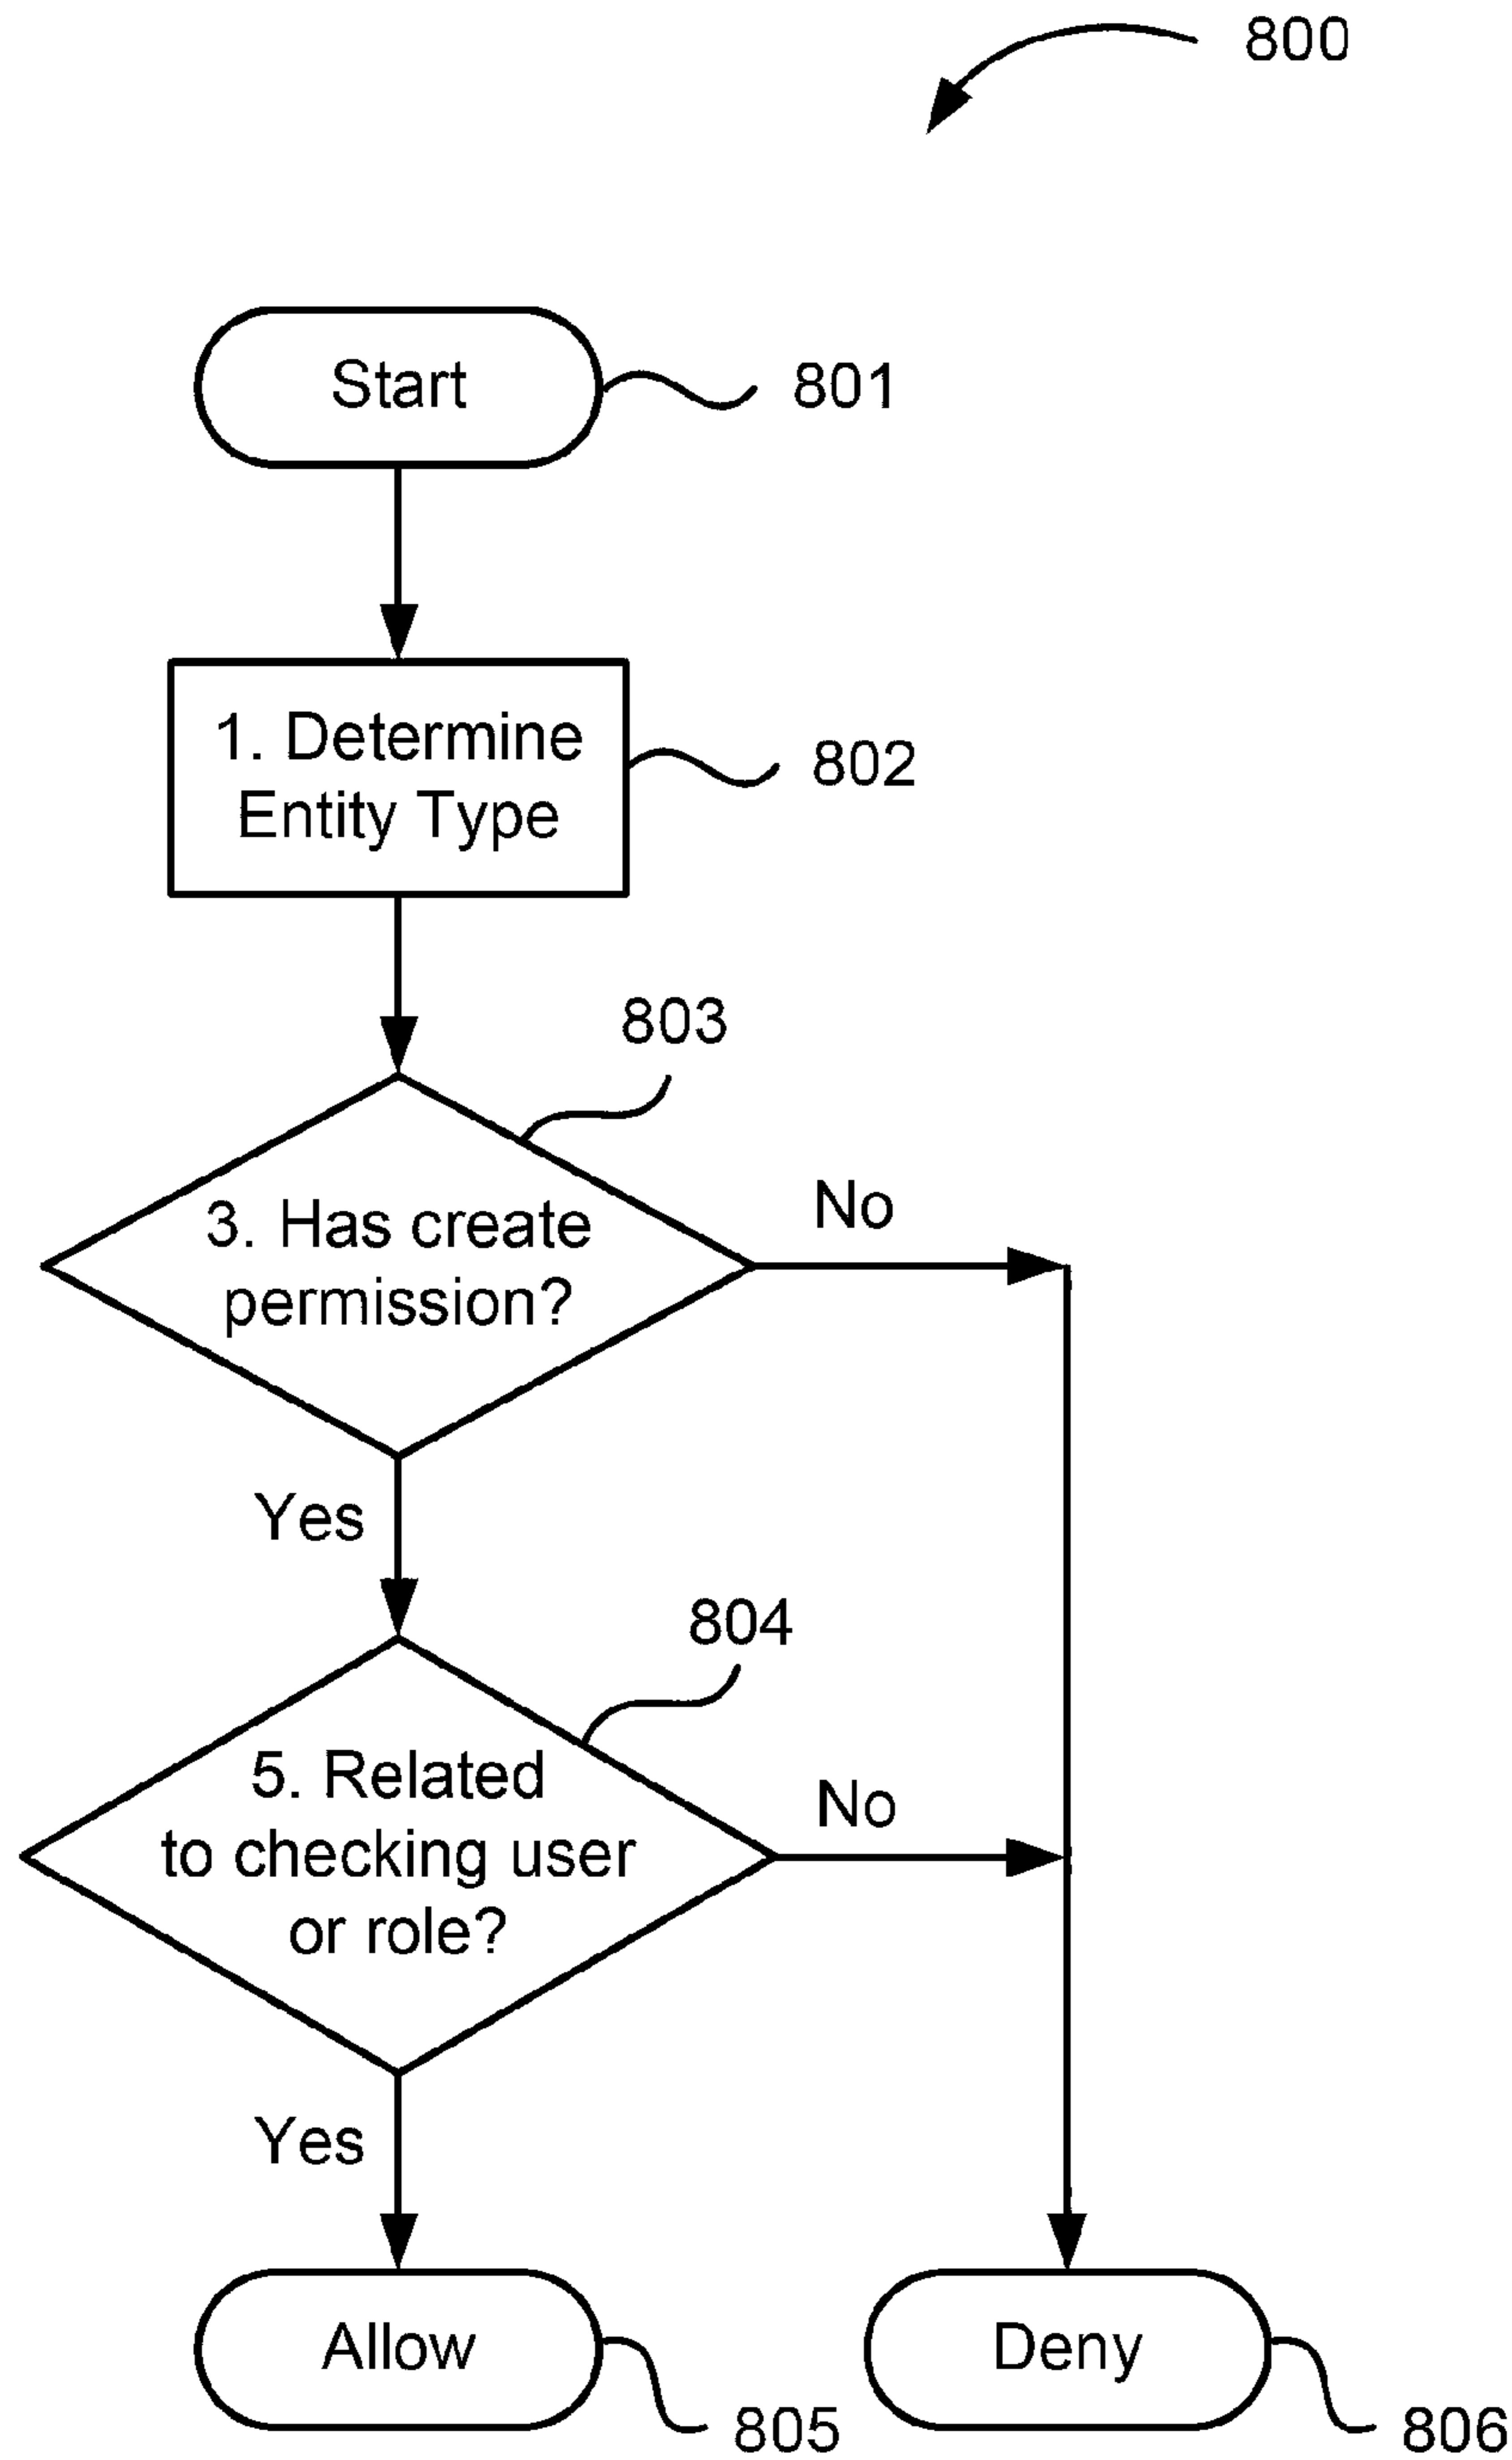 800
Start
801
1. Determine
Entity Type
802
803
3. Has create
permission?
No
Yes
804
5. Related
to checking user
or role?
No
Yes
Allow
805
Deny
806